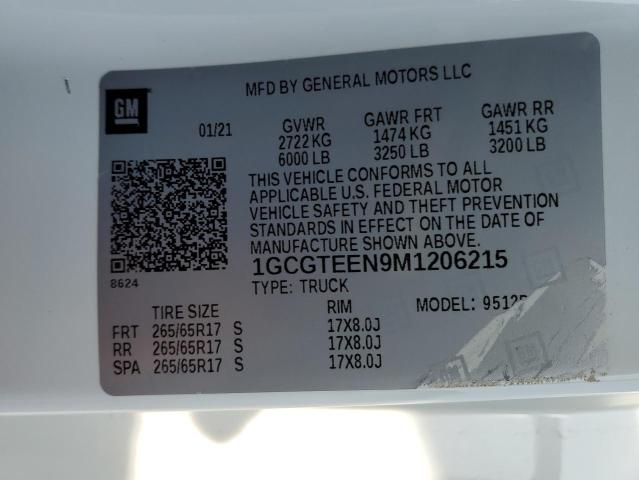 MFD BY GENERAL MOTORS LLC
GM
01/21 GVWR GAWR FRT GAWR RR
2722 KG 1474 KG 1451 KG
6000 LB 3250 LB 3200 LB
THIS VEHICLE CONFORMS TO ALL
APPLICABLE U.S. FEDERAL MOTOR
VEHICLE SAFETY AND THEFT PREVENTION
STANDARDS IN EFFECT ON THE DATE OF
MANUFACTURE SHOWN ABOVE.
1GCGTEEN9M1206215
8624
TYPE: TRUCK MODEL:
TIRE SIZE RIM
FRT 265/65R17 S 17X8.0J
RR 265/65R17 S 17X8.0J
SPA 265/65R17 S 17X8.0J